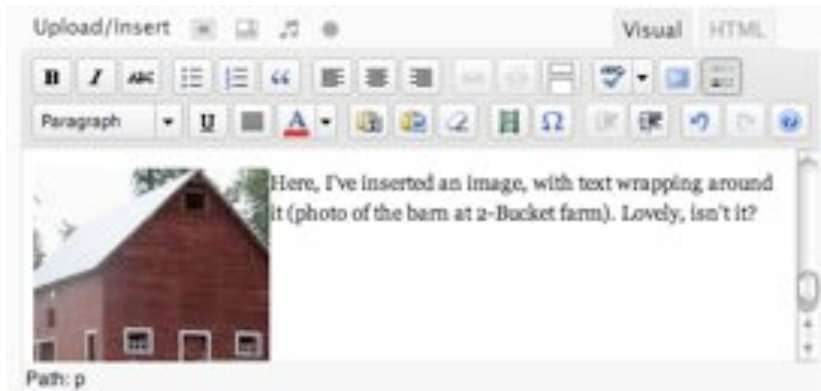 Upload/Insert
Visual HTML
B I ABC
Paragraph U A Ω
Here, I've inserted an image, with text wrapping around
it (photo of the barn at 2-Bucket farm). Lovely, isn't it?
Path: p